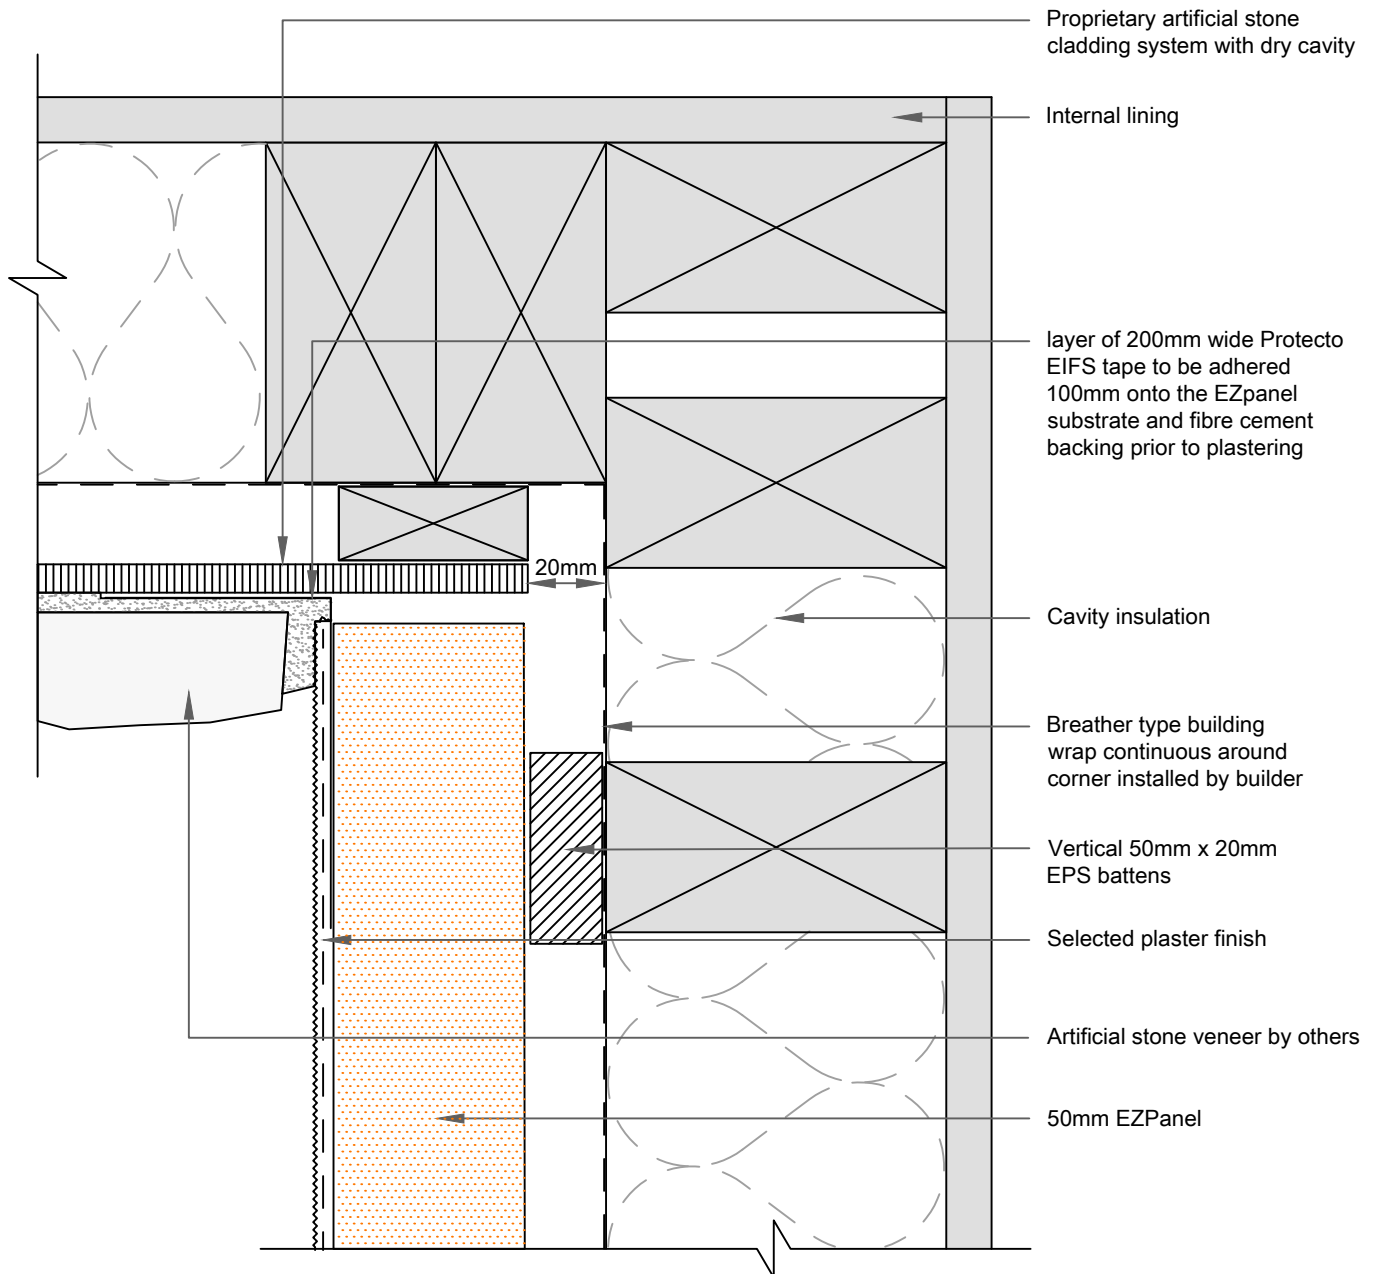 Proprietary artificial stone
cladding system with dry cavity
Internal lining
layer of 200mm wide Protecto
EIFS tape to be adhered
100mm onto the EZpanel
substrate and fibre cement
backing prior to plastering
20mm
Cavity insulation
Breather type building
wrap continuous around
corner installed by builder
Vertical 50mm x 20mm
EPS battens
Selected plaster finish
Artificial stone veneer by others
50mm EZPanel